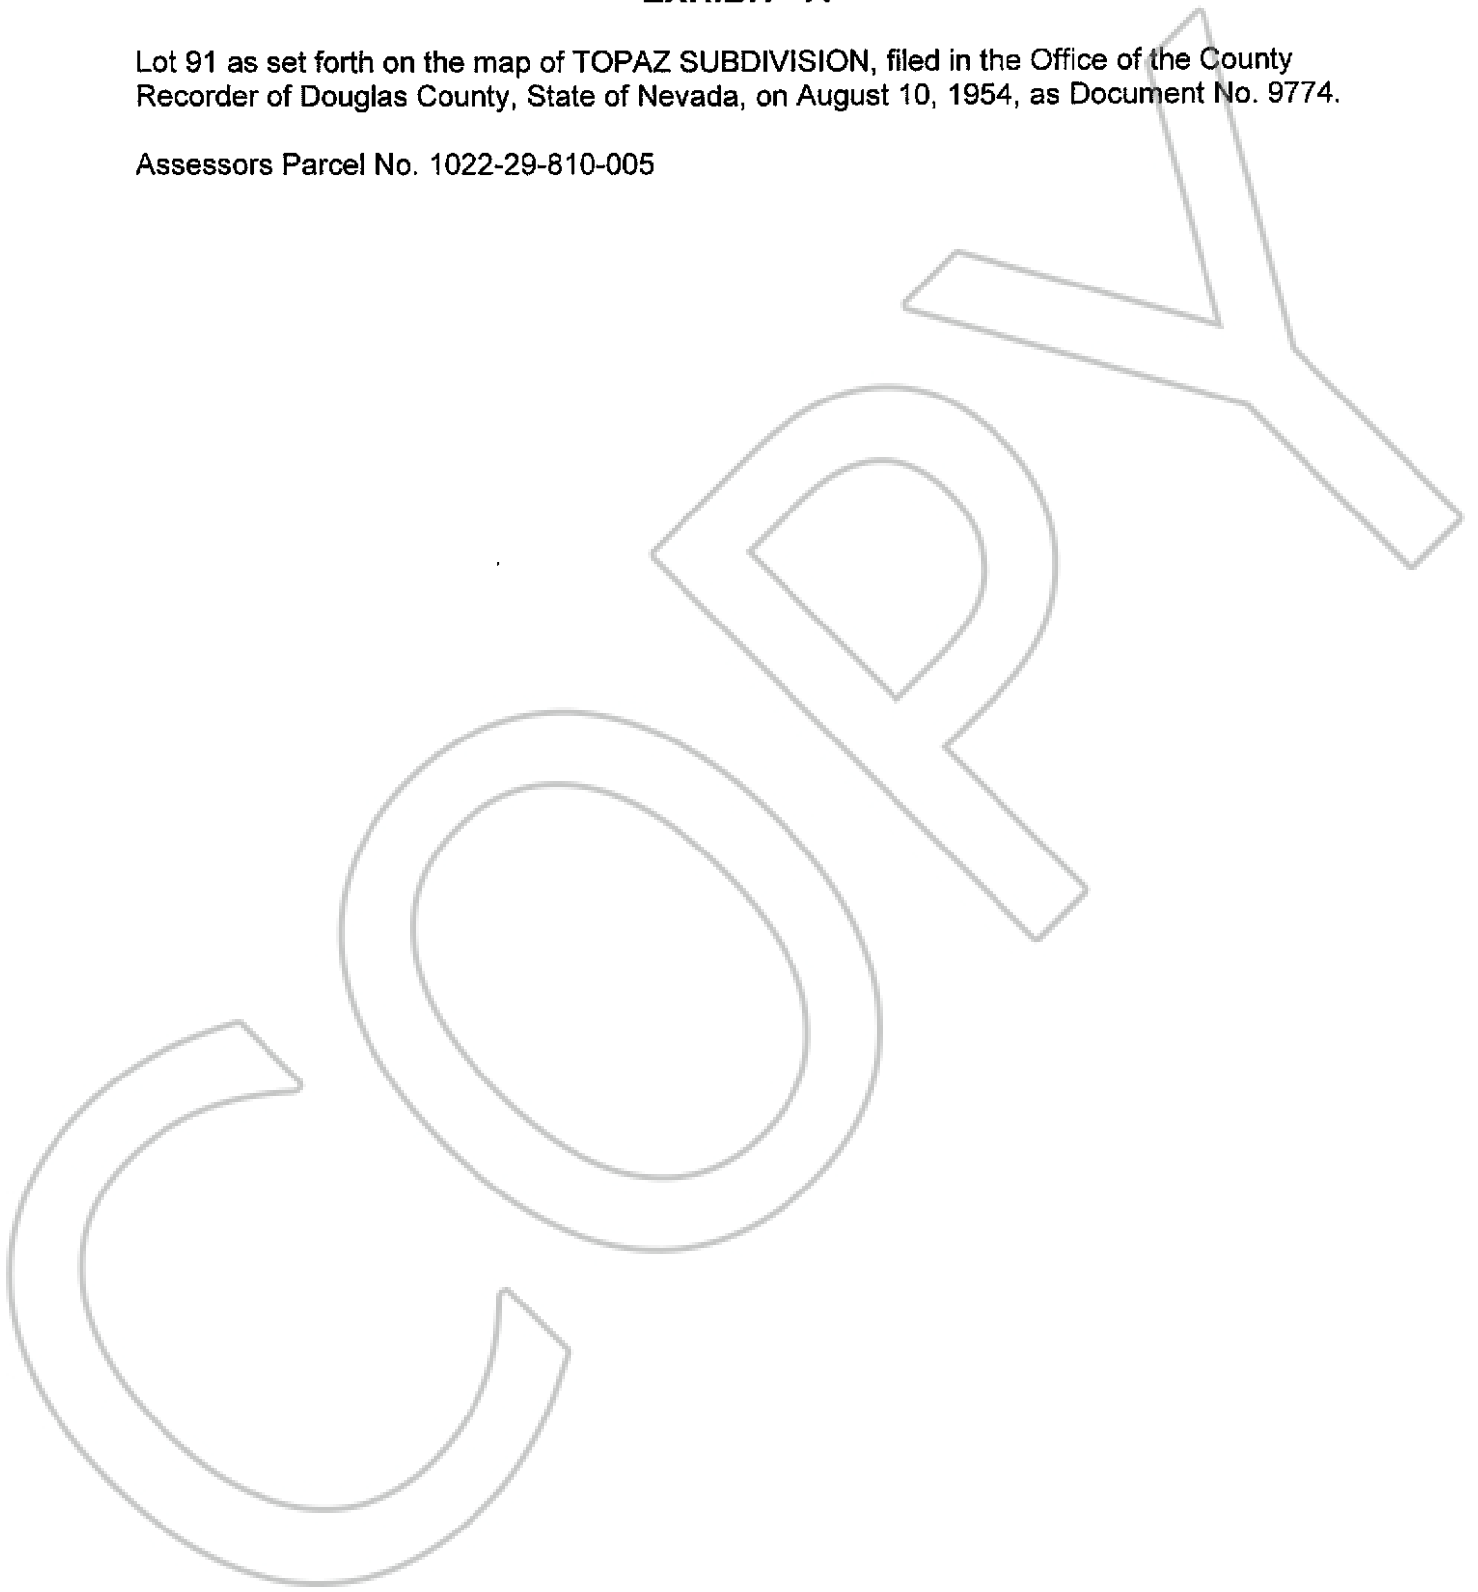 Lot 91 as set forth on the map of TOPAZ SUBDIVISION, filed in the Office of the County
Recorder of Douglas County, State of Nevada, on August 10, 1954, as Document No. 9774.
Assessors Parcel No. 1022-29-810-005
COPY